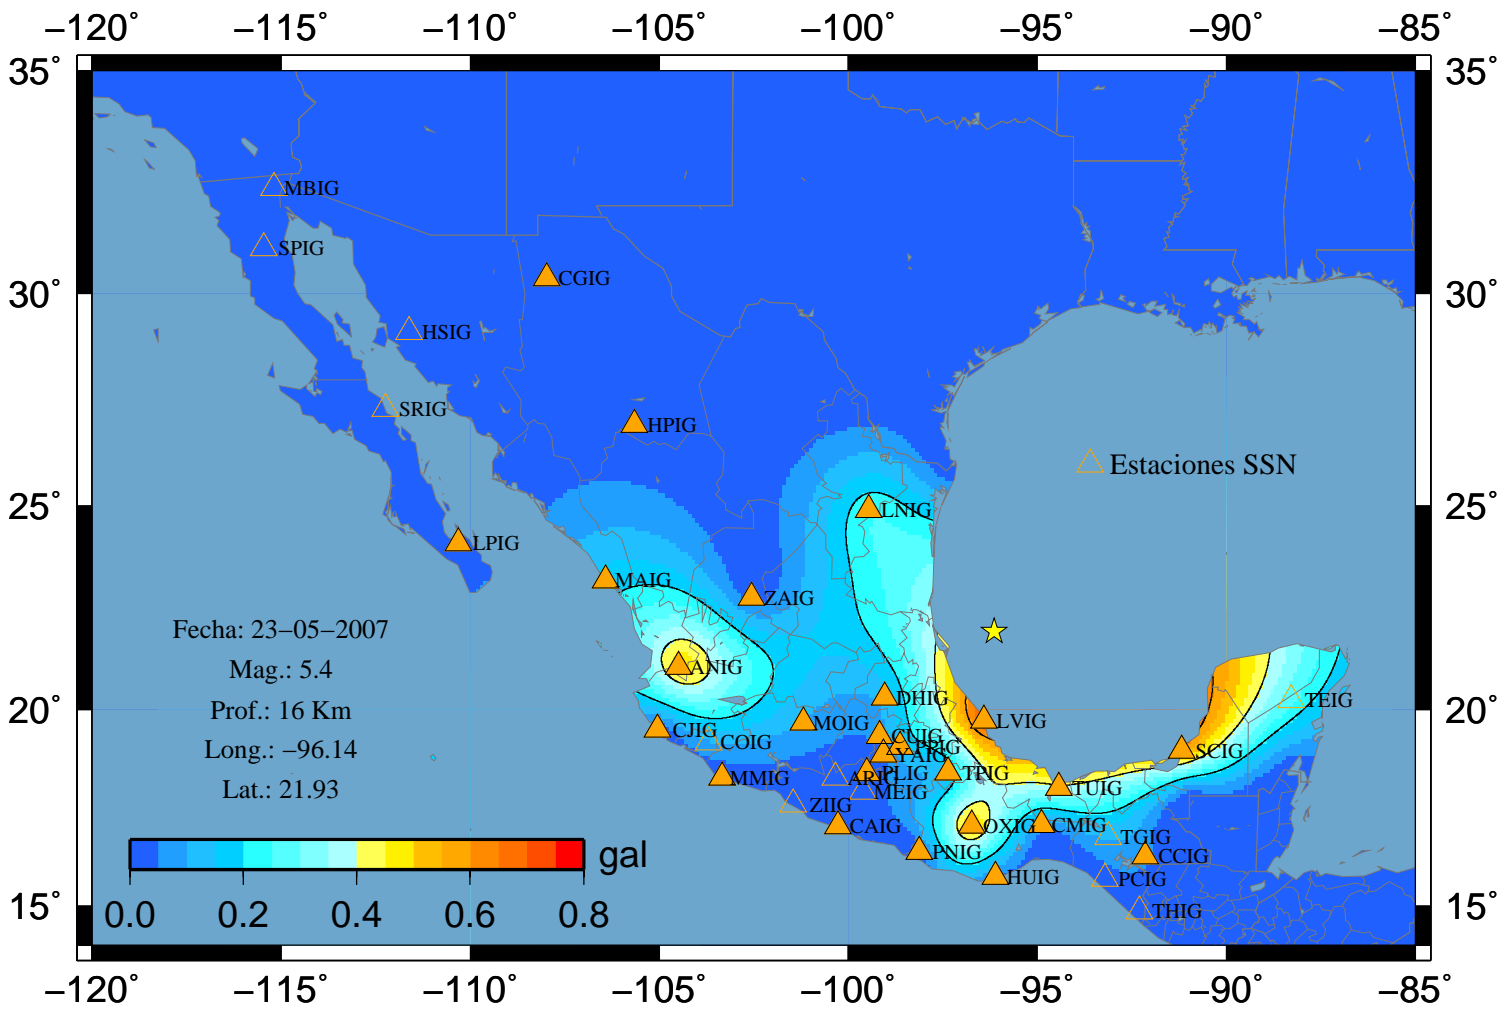 −120˚ −115˚ −110˚ −105˚ −100˚ −95˚ −90˚ −85˚
35˚ 35˚
MBIG
SPIG
CGIG
30˚ 30˚
HSIG
SRIG
HPIG
Estaciones SSN
25˚ LNIG 25˚
LPIG
MAIG
ZAIG
Fecha: 23−05−2007
Mag.: 5.4
ANIG
DHIG
TEIG
20˚ Prof.: 16 Km 20˚
MOIG LVIG
CJIG
CUIG
COIG
PPIG
YAIG
Long.: −96.14
SCIG
PLIG TPIG
MMIG ARIG
TUIG
Lat.: 21.93
MEIG
ZIIG
CAIG OXIG CMIG
TGIG
PNIG
CCIG
gal
HUIG PCIG
15˚ THIG 15˚
0.0 0.2 0.4 0.6 0.8
−120˚ −115˚ −110˚ −105˚ −100˚ −95˚ −90˚ −85˚